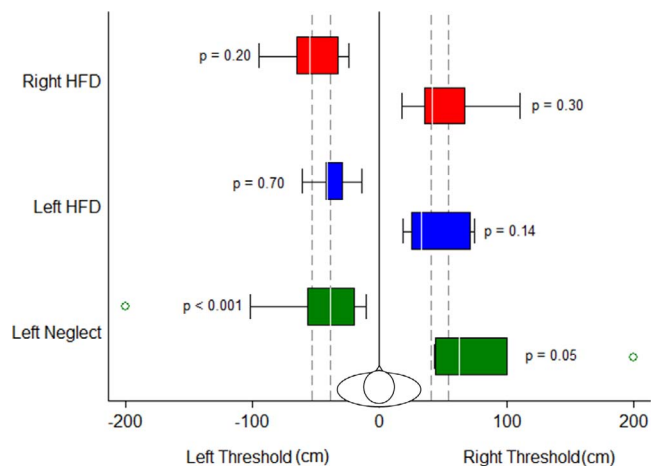 p = 0.20
Right HFD
p = 0.30
p = 0.70
Left HFD
p = 0.14
p < 0.001
Left Neglect
p = 0.05
-200 -100 0 100 200
Left Threshold (cm) Right Threshold (cm)